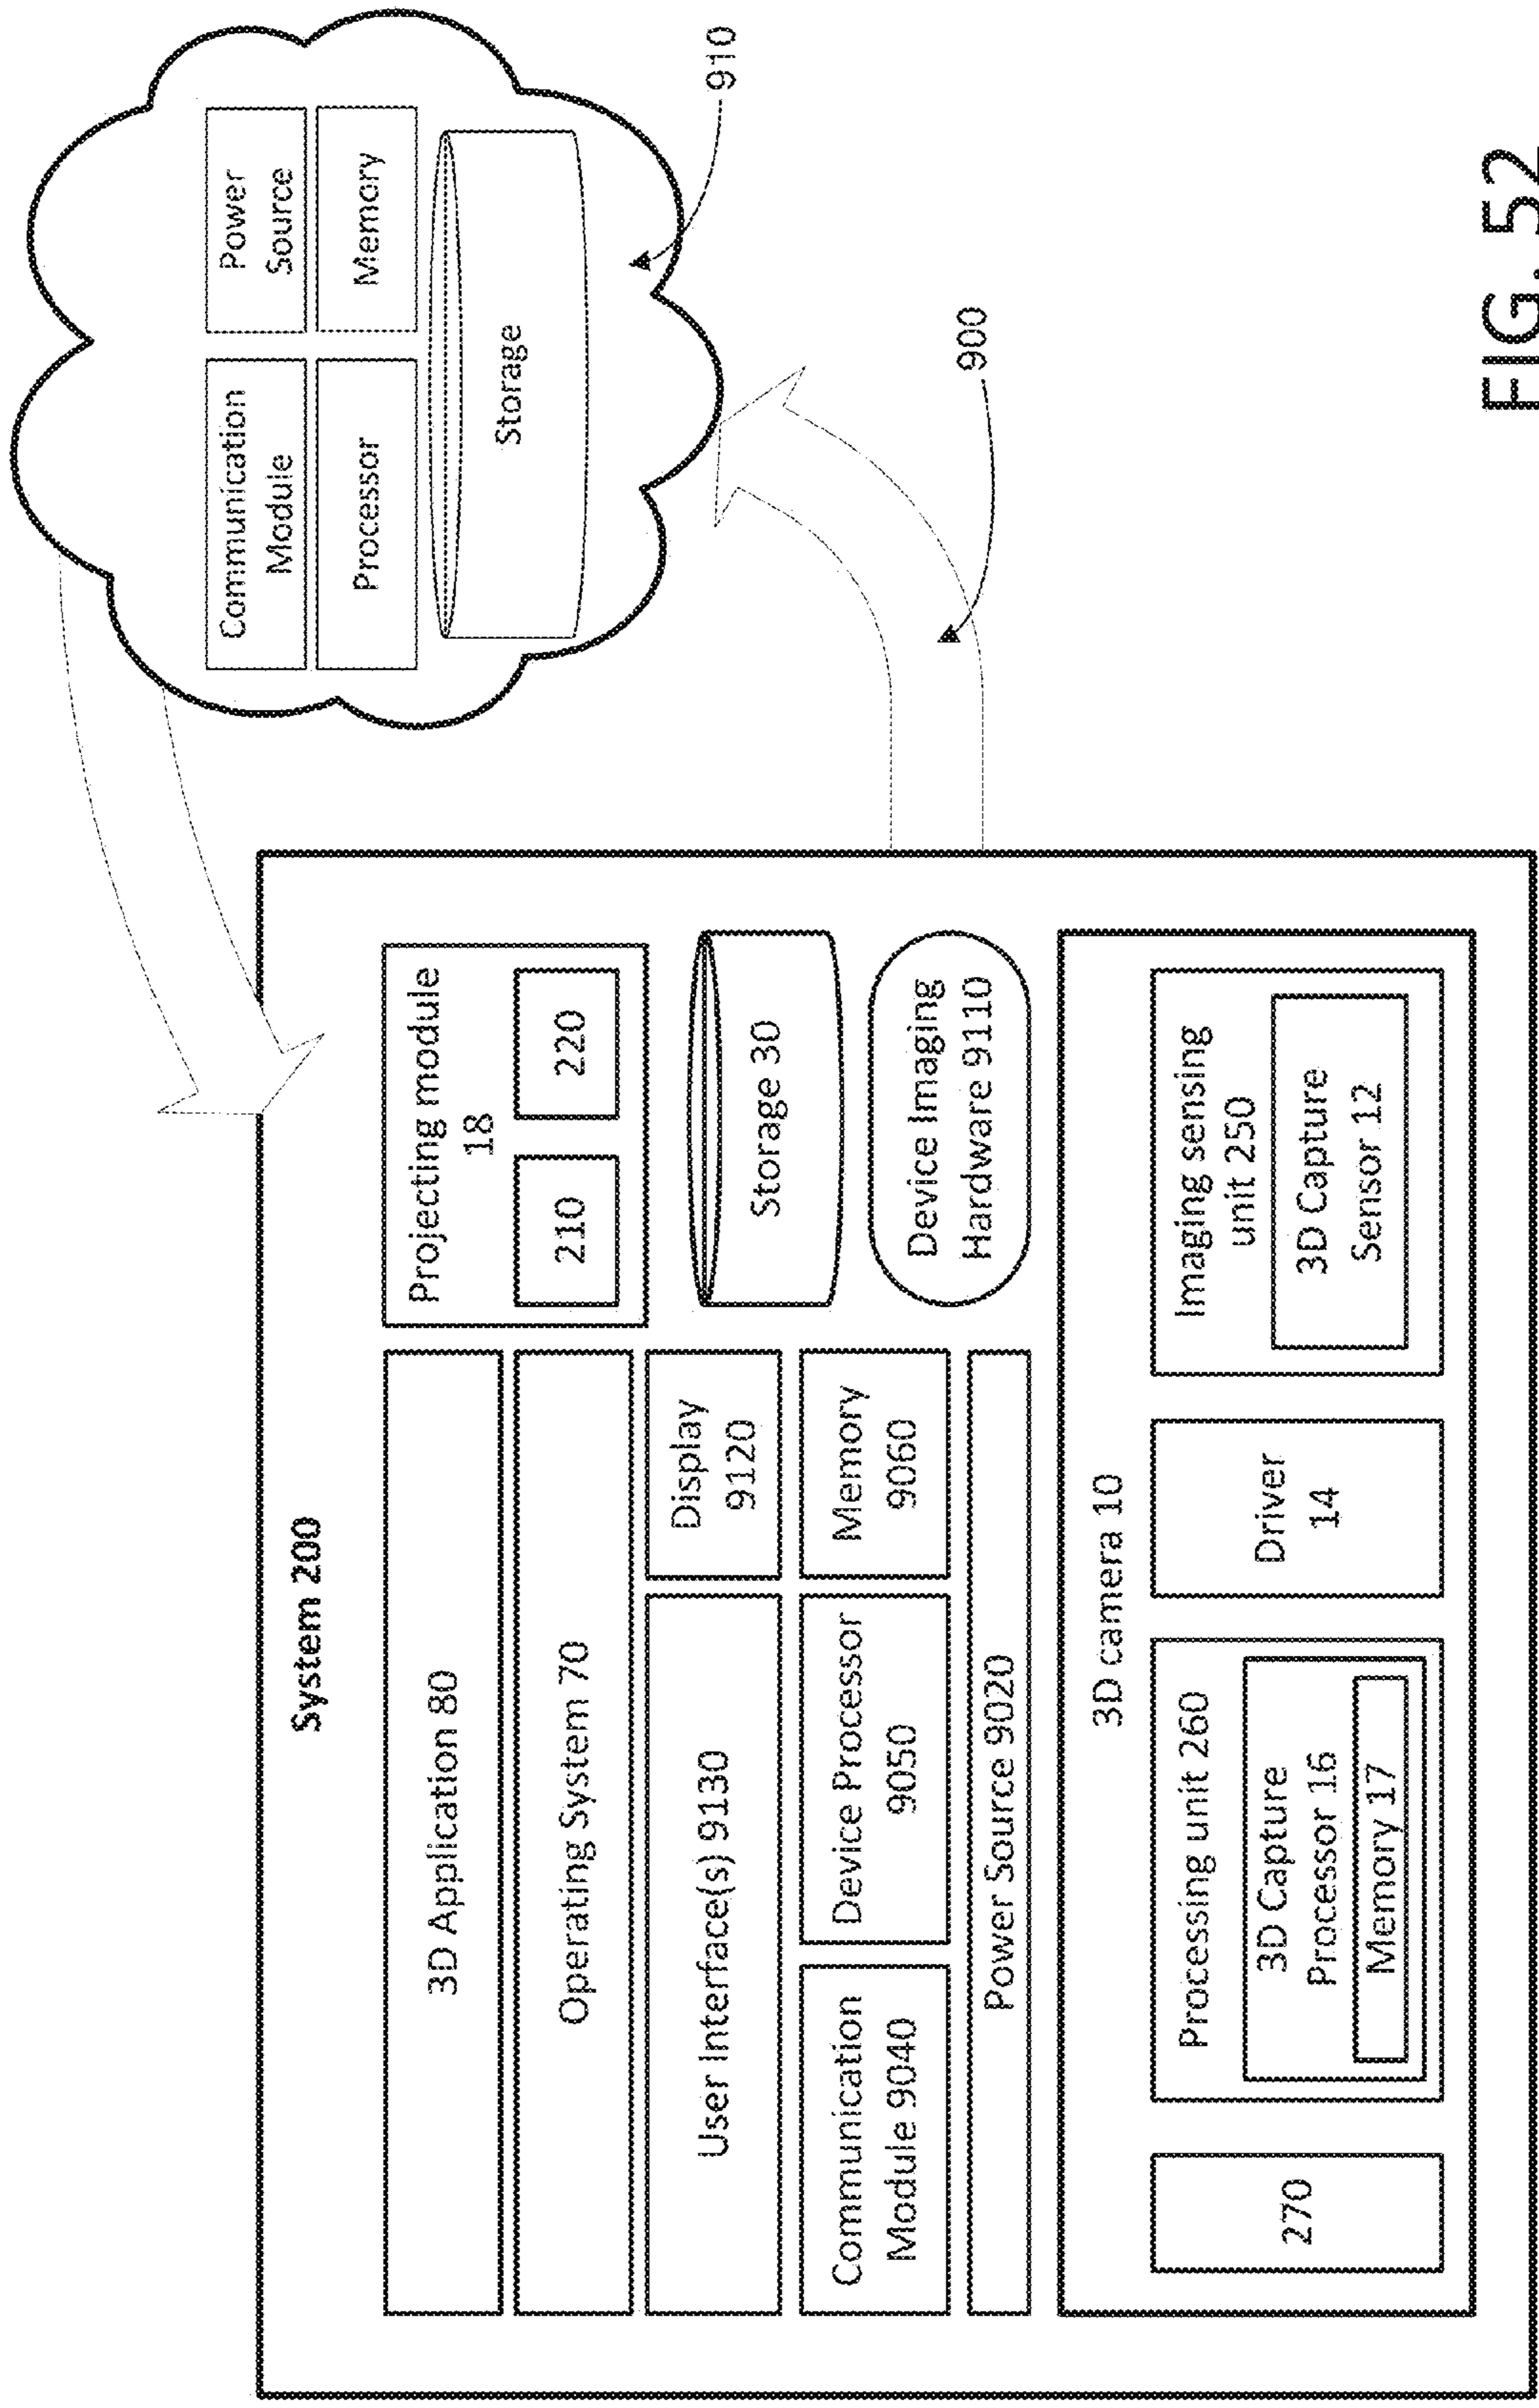 System 200
3D Application 80
Operating System 70
User Interface(s) 9130
Display
9120
Communication
Module 9040
Device Processor
9050
Memory
9060
Power Source 9020
Projecting module
18
210
220
Storage 30
Device Imaging
Hardware 9110
3D camera 10
270
Processing unit 260
3D Capture
Processor 16
Memory 17
Driver
14
Imaging sensing
unit 250
3D Capture
Sensor 12
Communication
Module
Power
Source
Processor
Memory
Storage
910
900
FIG. 52